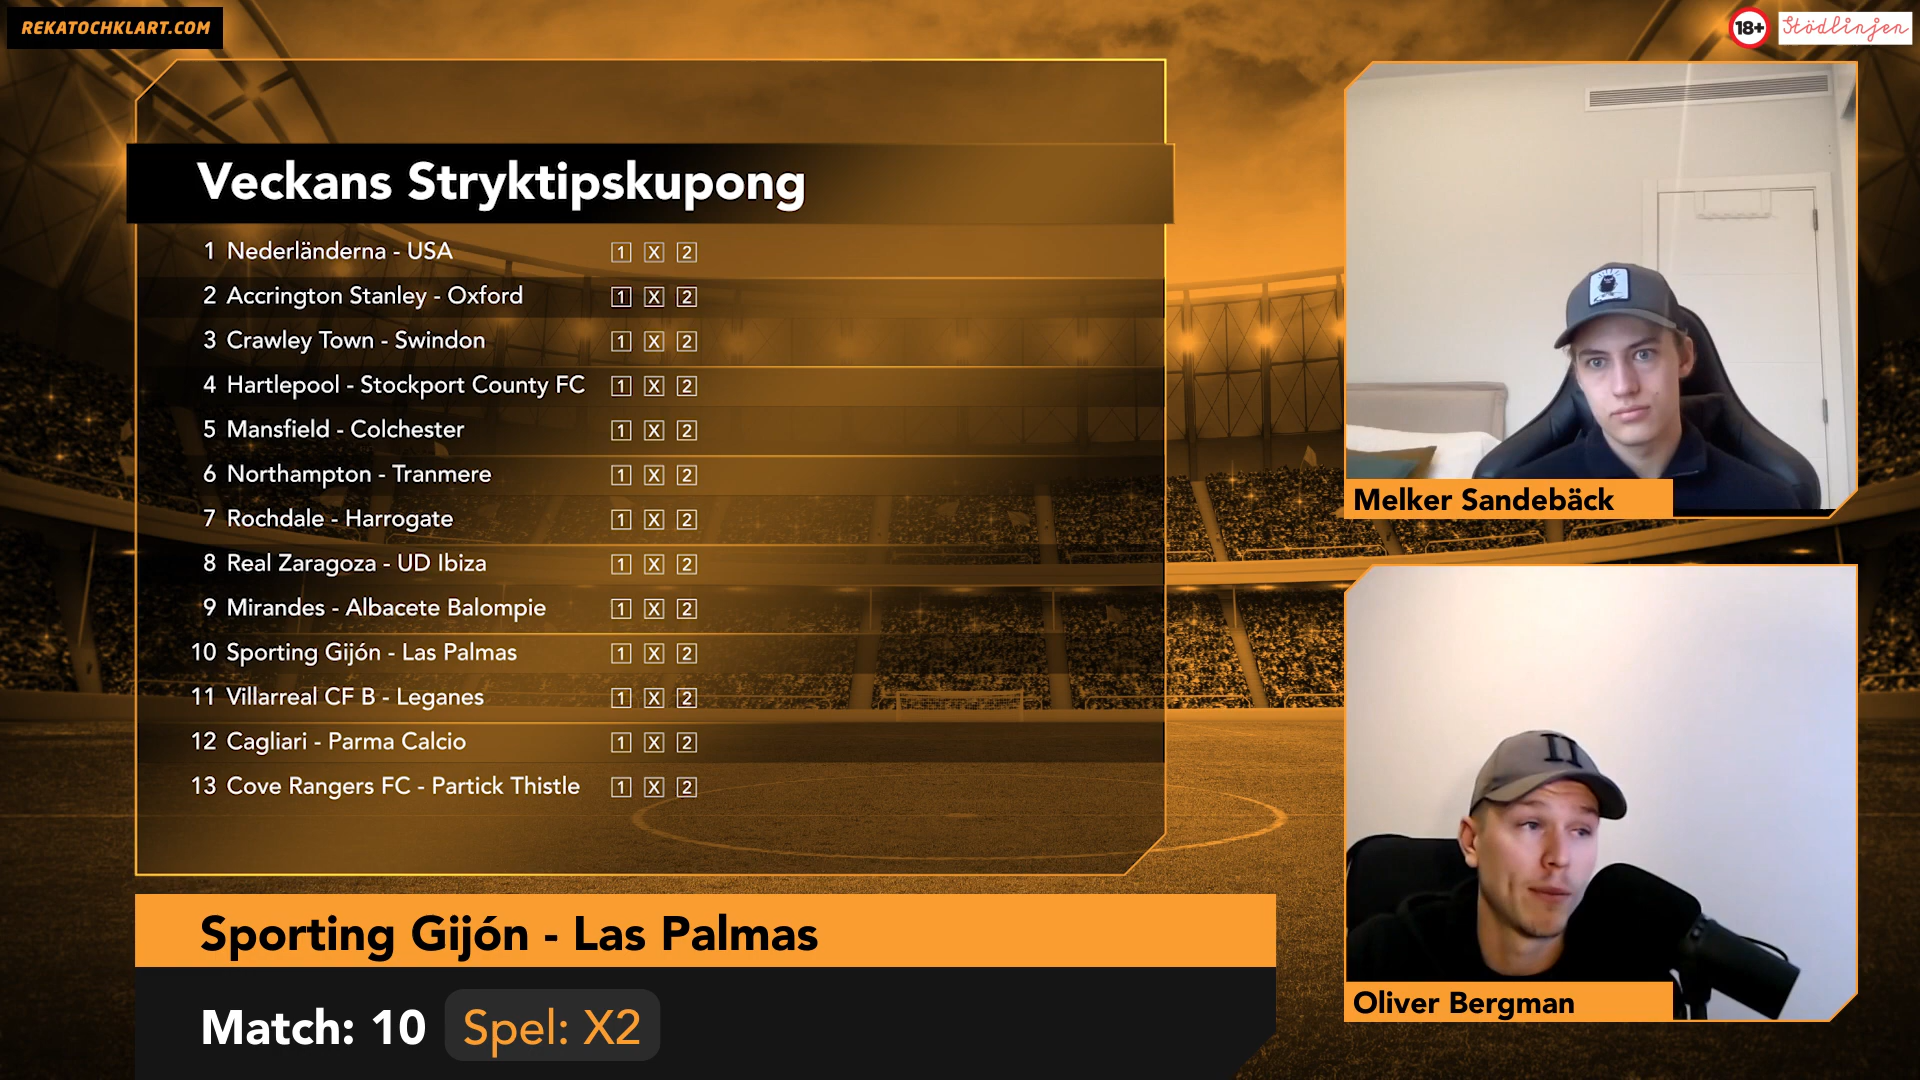 REKATOCHKLART.COM
18+ Stödlinjen
Veckans Stryktipskupong
1 Nederländerna - USA 1 X 2
2 Accrington Stanley - Oxford 1 X 2
3 Crawley Town - Swindon 1 X 2
4 Hartlepool - Stockport County FC 1 X 2
5 Mansfield - Colchester 1 X 2
6 Northampton - Tranmere 1 X 2
7 Rochdale - Harrogate 1 X 2
8 Real Zaragoza - UD Ibiza 1 X 2
9 Mirandes - Albacete Balompie 1 X 2
10 Sporting Gijón - Las Palmas 1 X 2
11 Villarreal CF B - Leganes 1 X 2
12 Cagliari - Parma Calcio 1 X 2
13 Cove Rangers FC - Partick Thistle 1 X 2
Melker Sandebäck
Oliver Bergman
Sporting Gijón - Las Palmas
Match: 10 Spel: X2